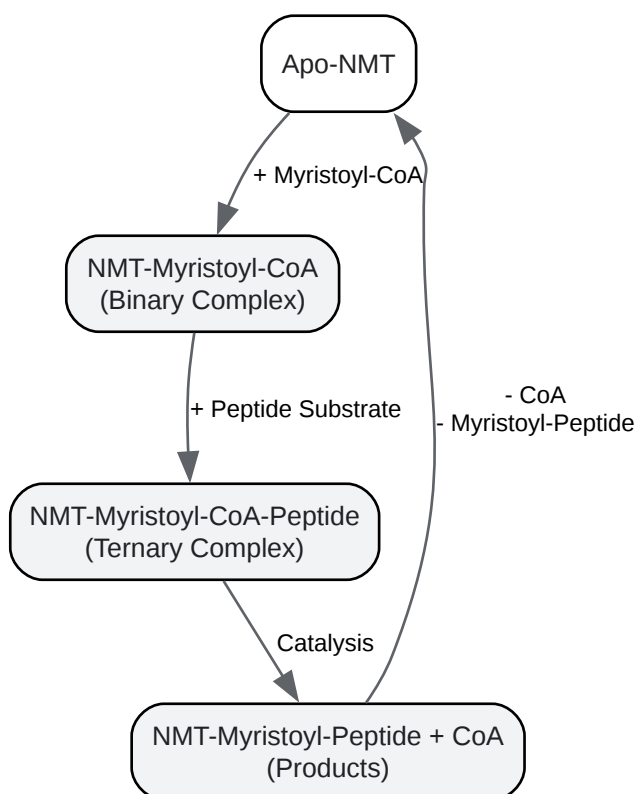 Apo-NMT
+ Myristoyl-CoA
NMT-Myristoyl-CoA
(Binary Complex)
+ Peptide Substrate
- CoA
- Myristoyl-Peptide
NMT-Myristoyl-CoA-Peptide
(Ternary Complex)
Catalysis
NMT-Myristoyl-Peptide + CoA
(Products)